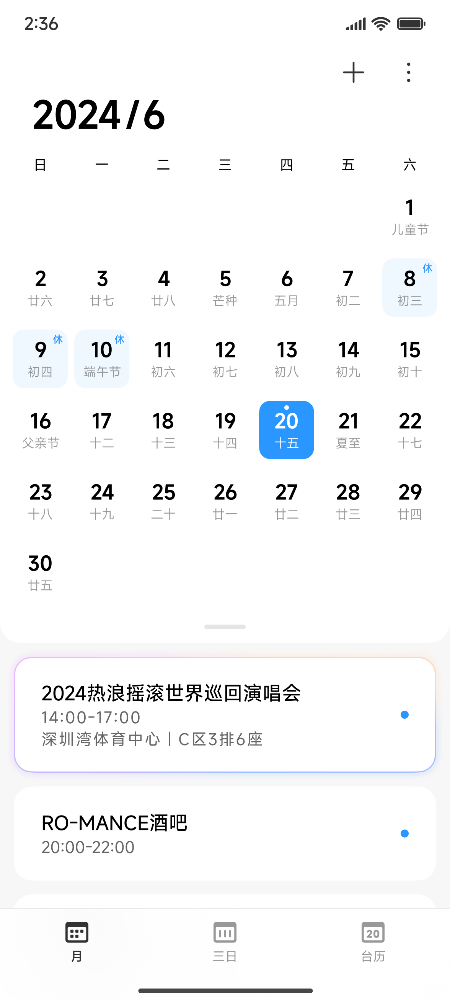 2:36
2024/6
日 一 二 三 四 五 六
1
儿童节
休
2 3 4 5 6 7 8
廿六 廿七 廿八 芒种 五月 初二 初三
休 休
9 10 11 12 13 14 15
初四 端午节 初六 初七 初八 初九 初十
16 17 18 19 20 21 22
父亲节 十二 十三 十四 十五 夏至 十七
23 24 25 26 27 28 29
十八 十九 二十 廿一 廿二 廿三 廿四
30
廿五
2024热浪摇滚世界巡回演唱会
14:00-17:00
深圳湾体育中心丨C区3排6座
RO-MANCE酒吧
20:00-22:00
20
月 三日 台历